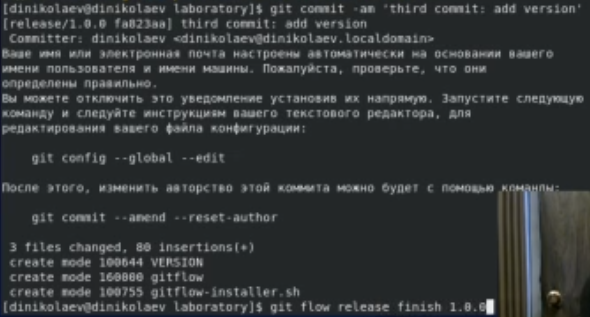 [dinikolaev@dinikolaev laboratory]$ git commit -am 'third commit: add version'
[release/1.0.0 fa823aa] third commit: add version
Committer: dinikolaev <dinikolaev@dinikolaev.localdomain>
Ваше имя или электронная почта настроены автоматически на основании вашего
имени пользователя и имени машины. Пожалуйста, проверьте, что они
определены правильно.
Вы можете отключить это уведомление установив их напрямую. Запустите следующую
команду и следуйте инструкциям вашего текстового редактора, для
редактирования вашего файла конфигурации:
git config --global --edit
После этого, изменить авторство этой коммита можно будет с помощью команды:
git commit --amend --reset-author
3 files changed, 80 insertions(+)
create mode 100644 VERSION
create mode 160000 gitflow
create mode 100755 gitflow-installer.sh
[dinikolaev@dinikolaev laboratory]$ git flow release finish 1.0.0